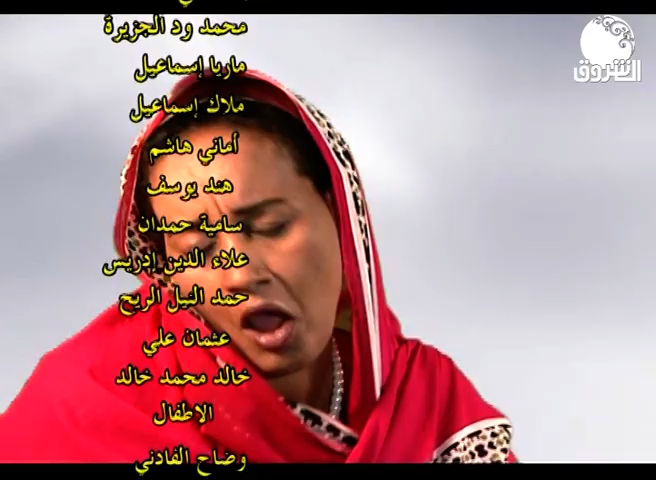 محمد ود الجزيرة
الشروق
ماريا إسماعيل
ملاك إسماعيل
أماني هاشم
هند يوسف
سامية حمدان
علاء الدين إدريس
حمد النيل الريح
عثمان علي
خالد محمد خالد
الاطفال
وضاح الفادني